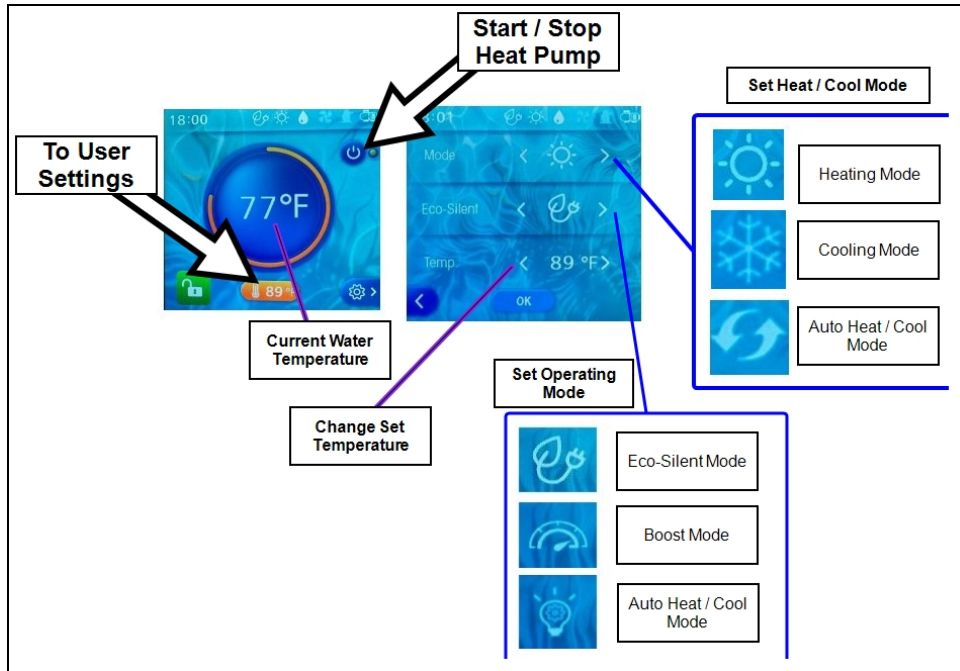 Start / Stop
Heat Pump
Set Heat / Cool Mode
To User
Settings
18:00
77°F
89 °F
:01
Mode
Eco-Silent
Temp.
89 °F
OK
Heating Mode
Cooling Mode
Auto Heat / Cool
Mode
Current Water
Temperature
Change Set
Temperature
Set Operating
Mode
Eco-Silent Mode
Boost Mode
Auto Heat / Cool
Mode